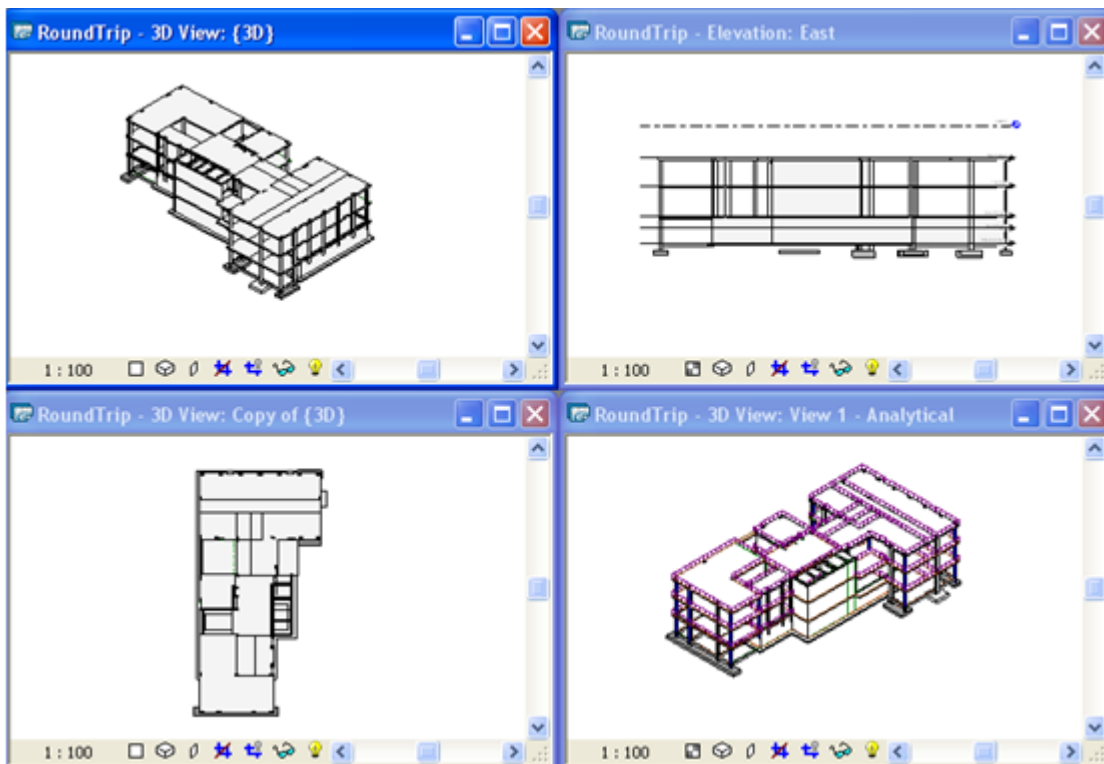 RoundTrip - 3D View: {3D}
RoundTrip - Elevation: East
1 : 100
1 : 100
RoundTrip - 3D View: Copy of {3D}
RoundTrip - 3D View: View 1 - Analytical
1 : 100
1 : 100